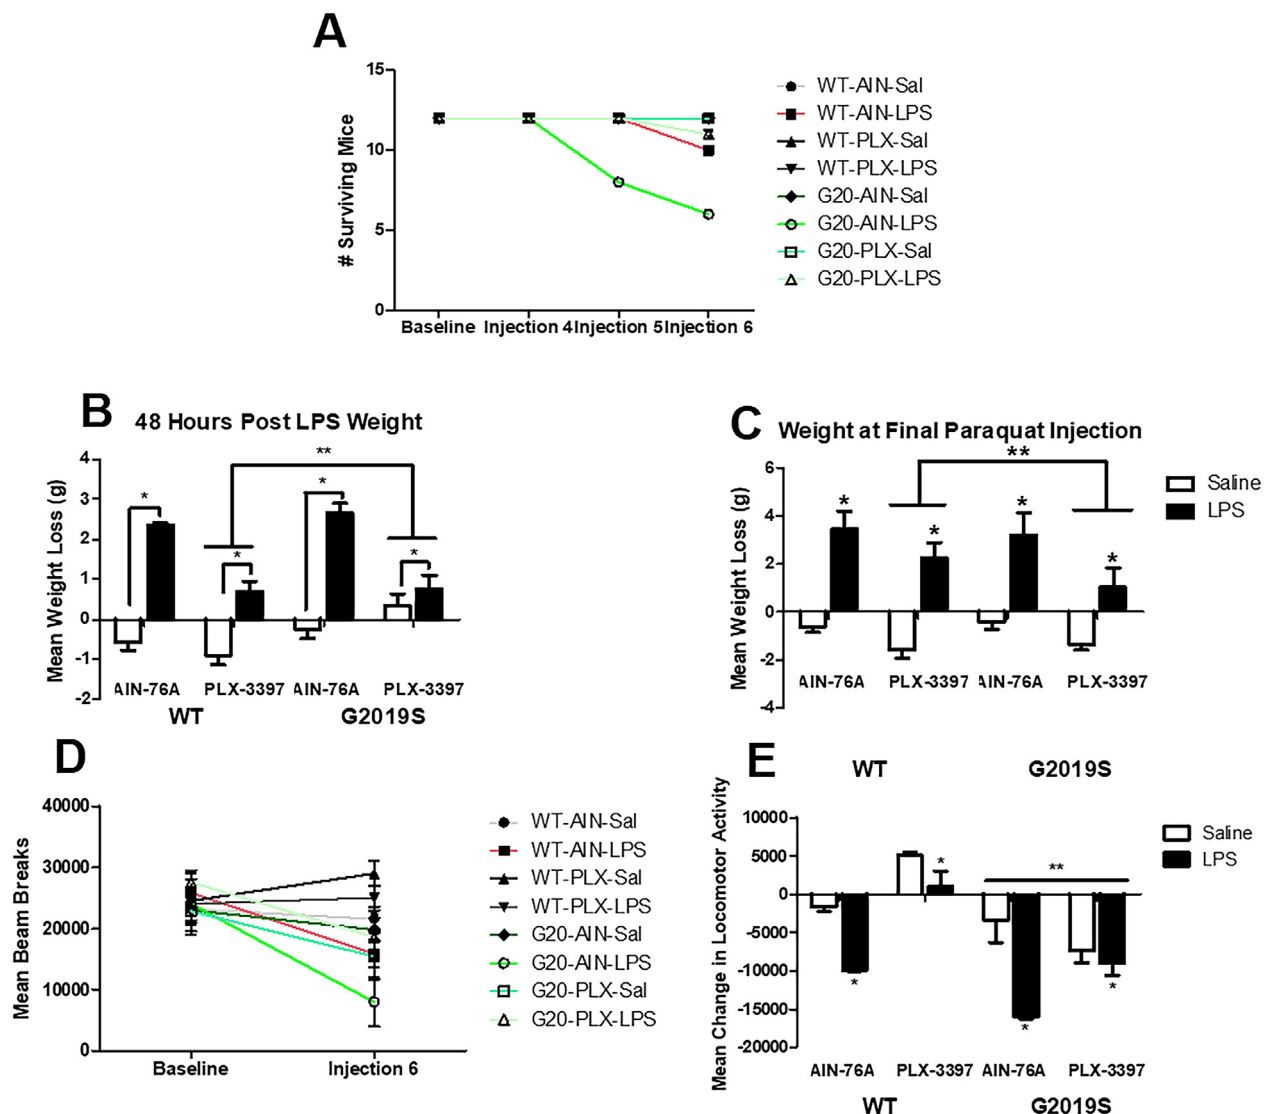 A
15
10
5
0
# Surviving Mice
Baseline Injection 4 Injection 5 Injection 6
WT-AIN-Sal
WT-AIN-LPS
WT-PLX-Sal
WT-PLX-LPS
G20-AIN-Sal
G20-AIN-LPS
G20-PLX-Sal
G20-PLX-LPS
B
48 Hours Post LPS Weight
Mean Weight Loss (g)
4
3
2
1
0
-1
-2
*
*
**
*
*
AIN-76A PLX-3397 AIN-76A PLX-3397
WT G2019S
C
Weight at Final Paraquat Injection
Mean Weight Loss (g)
6
4
2
0
-2
-4
*
*
**
*
*
AIN-76A PLX-3397 AIN-76A PLX-3397
WT G2019S
Saline
LPS
D
Mean Beam Breaks
40000
30000
20000
10000
0
Baseline Injection 6
WT-AIN-Sal
WT-AIN-LPS
WT-PLX-Sal
WT-PLX-LPS
G20-AIN-Sal
G20-AIN-LPS
G20-PLX-Sal
G20-PLX-LPS
E
Mean Change in Locomotor Activity
10000
5000
0
-5000
-10000
-15000
-20000
*
*
**
*
*
AIN-76A PLX-3397 AIN-76A PLX-3397
WT G2019S
Saline
LPS